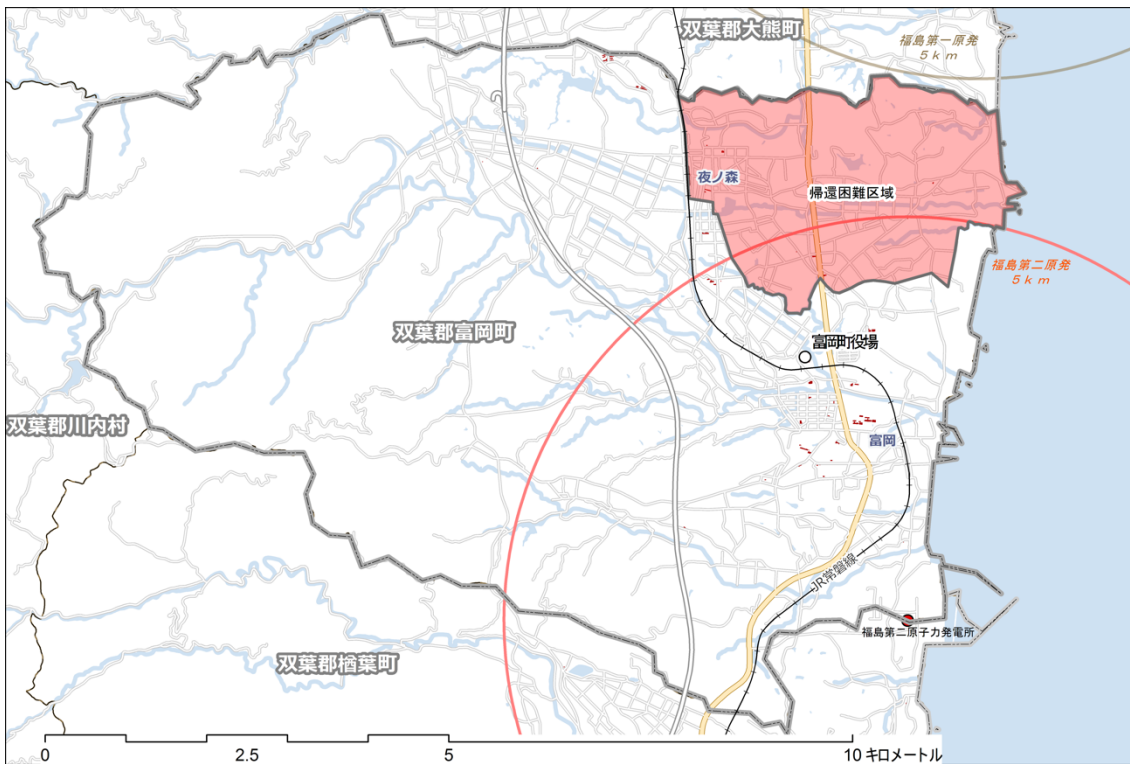 双葉郡大熊町
福島第一原発
5km
夜ノ森
帰還困難区域
福島第二原発
5km
双葉郡富岡町
富岡町役場
双葉郡川内村
富岡
JR常磐線
福島第二原子力発電所
双葉郡楢葉町
0 2.5 5 10 キロメートル